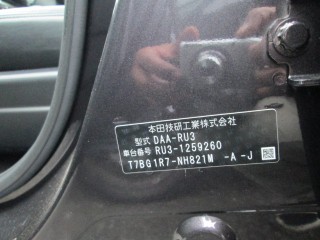 本田技研工業株式会社
型式 DAA-RU3
車台番号 RU3-1259260
T7BG1R7-NH821M -A -J